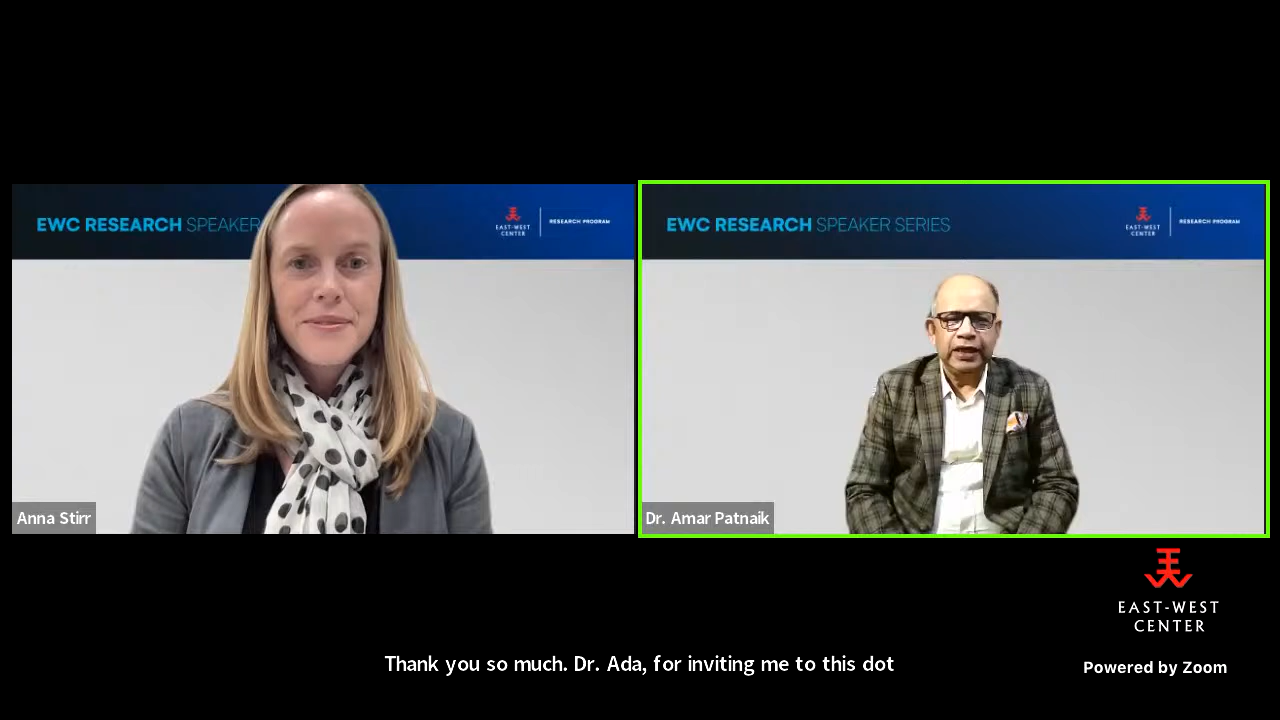 EWC RESEARCH SPEAKER
EAST-WEST
CENTER
RESEARCH PROGRAM
EWC RESEARCH SPEAKER SERIES
EAST-WEST
CENTER
RESEARCH PROGRAM
Anna Stirr
Dr. Amar Patnaik
EAST-WEST
CENTER
Thank you so much. Dr. Ada, for inviting me to this dot
Powered by Zoom